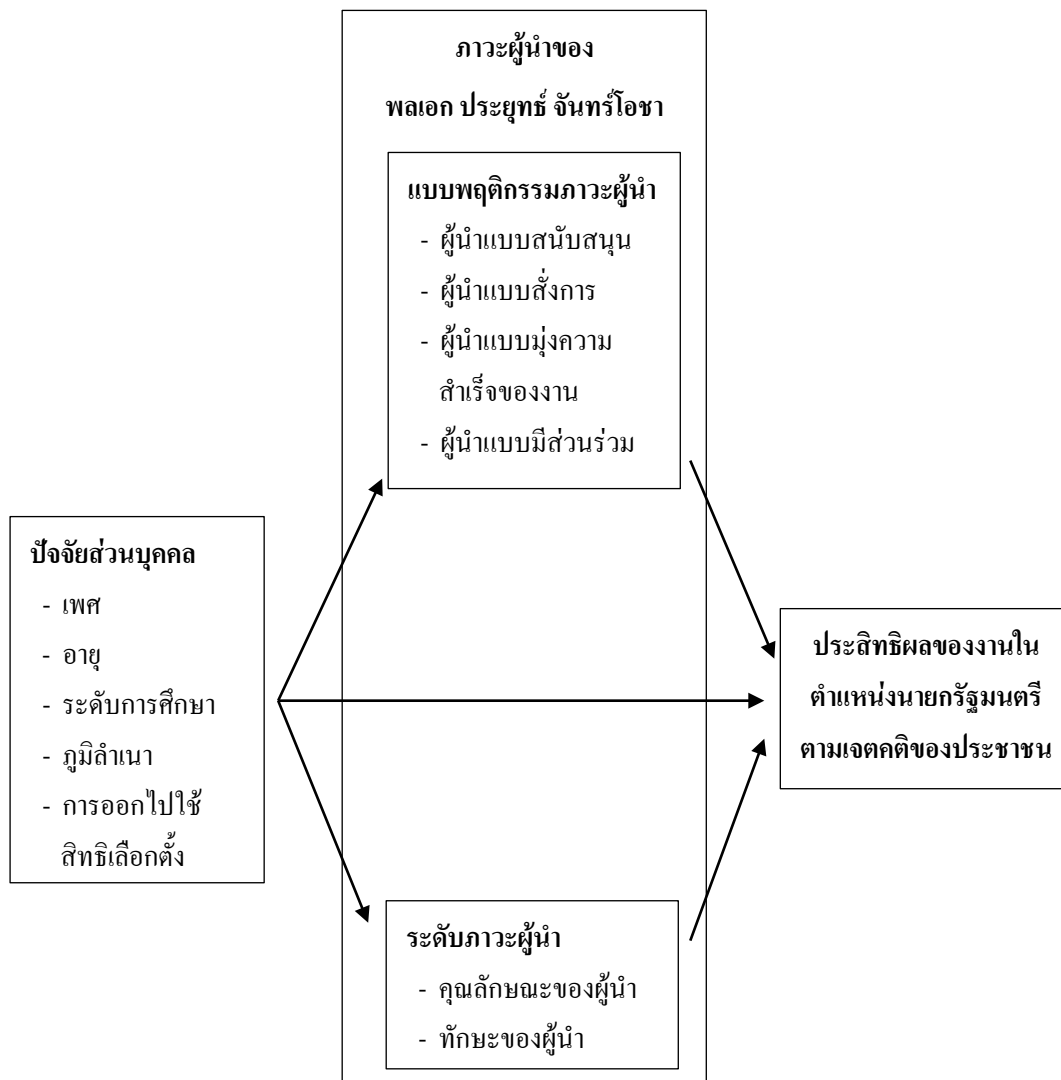 ภาวะผู้นำของ
พลเอก ประยุทธ์ จันทร์โอชา
แบบพฤติกรรมภาวะผู้นำ
- ผู้นำแบบสนับสนุน
- ผู้นำแบบสั่งการ
- ผู้นำแบบมุ่งความ
สำเร็จของงาน
- ผู้นำแบบมีส่วนร่วม
ปัจจัยส่วนบุคคล
- เพศ
- อายุ
- ระดับการศึกษา
- ภูมิลำเนา
- การออกไปใช้
สิทธิเลือกตั้ง
ประสิทธิผลของงานใน
ตำแหน่งนายกรัฐมนตรี
ตามเจตคติของประชาชน
ระดับภาวะผู้นำ
- คุณลักษณะของผู้นำ
- ทักษะของผู้นำ